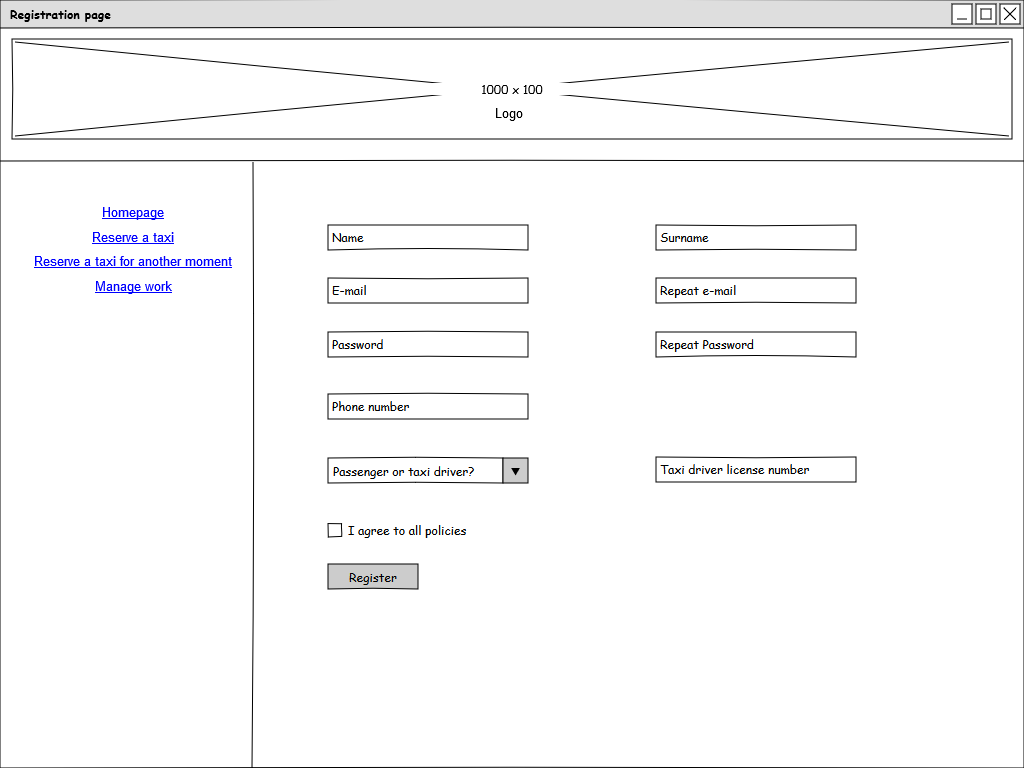 Registration page
1000 x 100
Logo
Homepage
Reserve a taxi
Reserve a taxi for another moment
Manage work
Name
Surname
E-mail
Repeat e-mail
Password
Repeat Password
Phone number
Passenger or taxi driver?
Taxi driver license number
I agree to all policies
Register